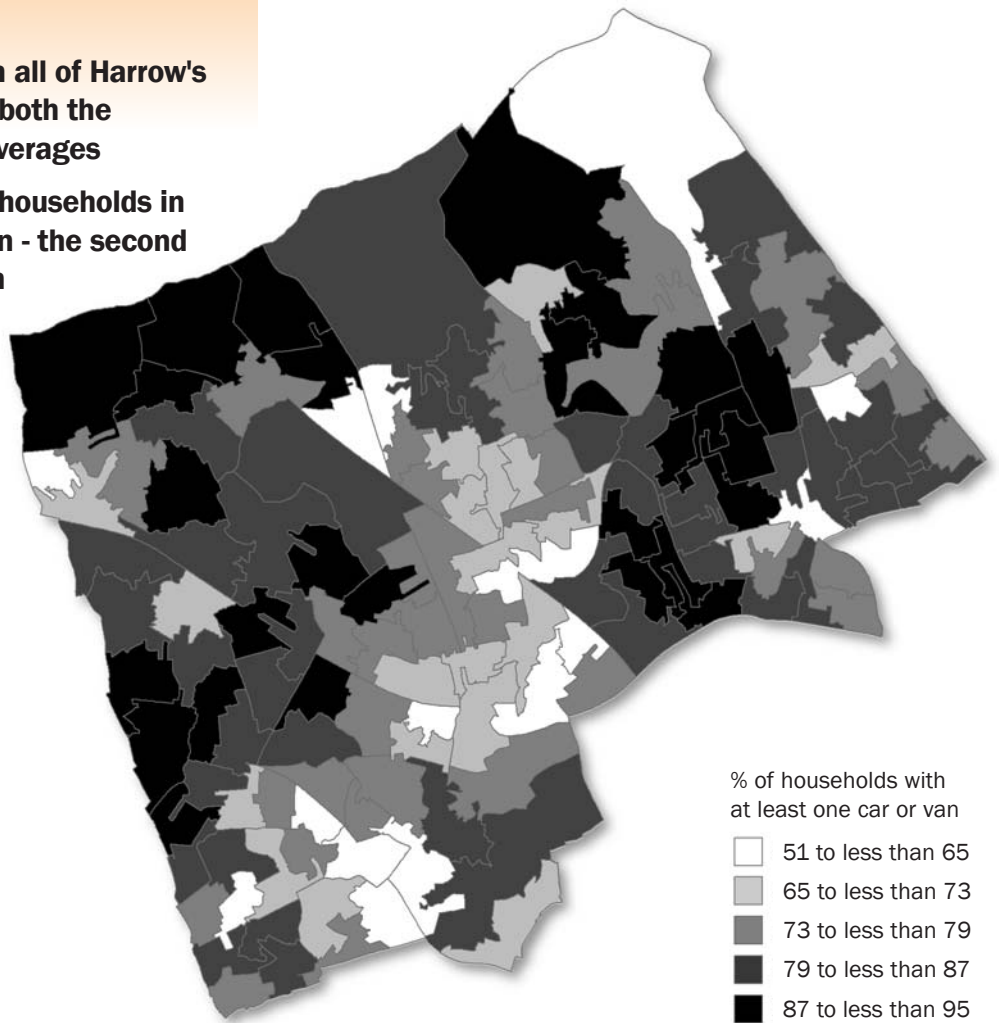 all of Harrow's
both the
verages
households in
n - the second
% of households with
at least one car or van
51 to less than 65
65 to less than 73
73 to less than 79
79 to less than 87
87 to less than 95